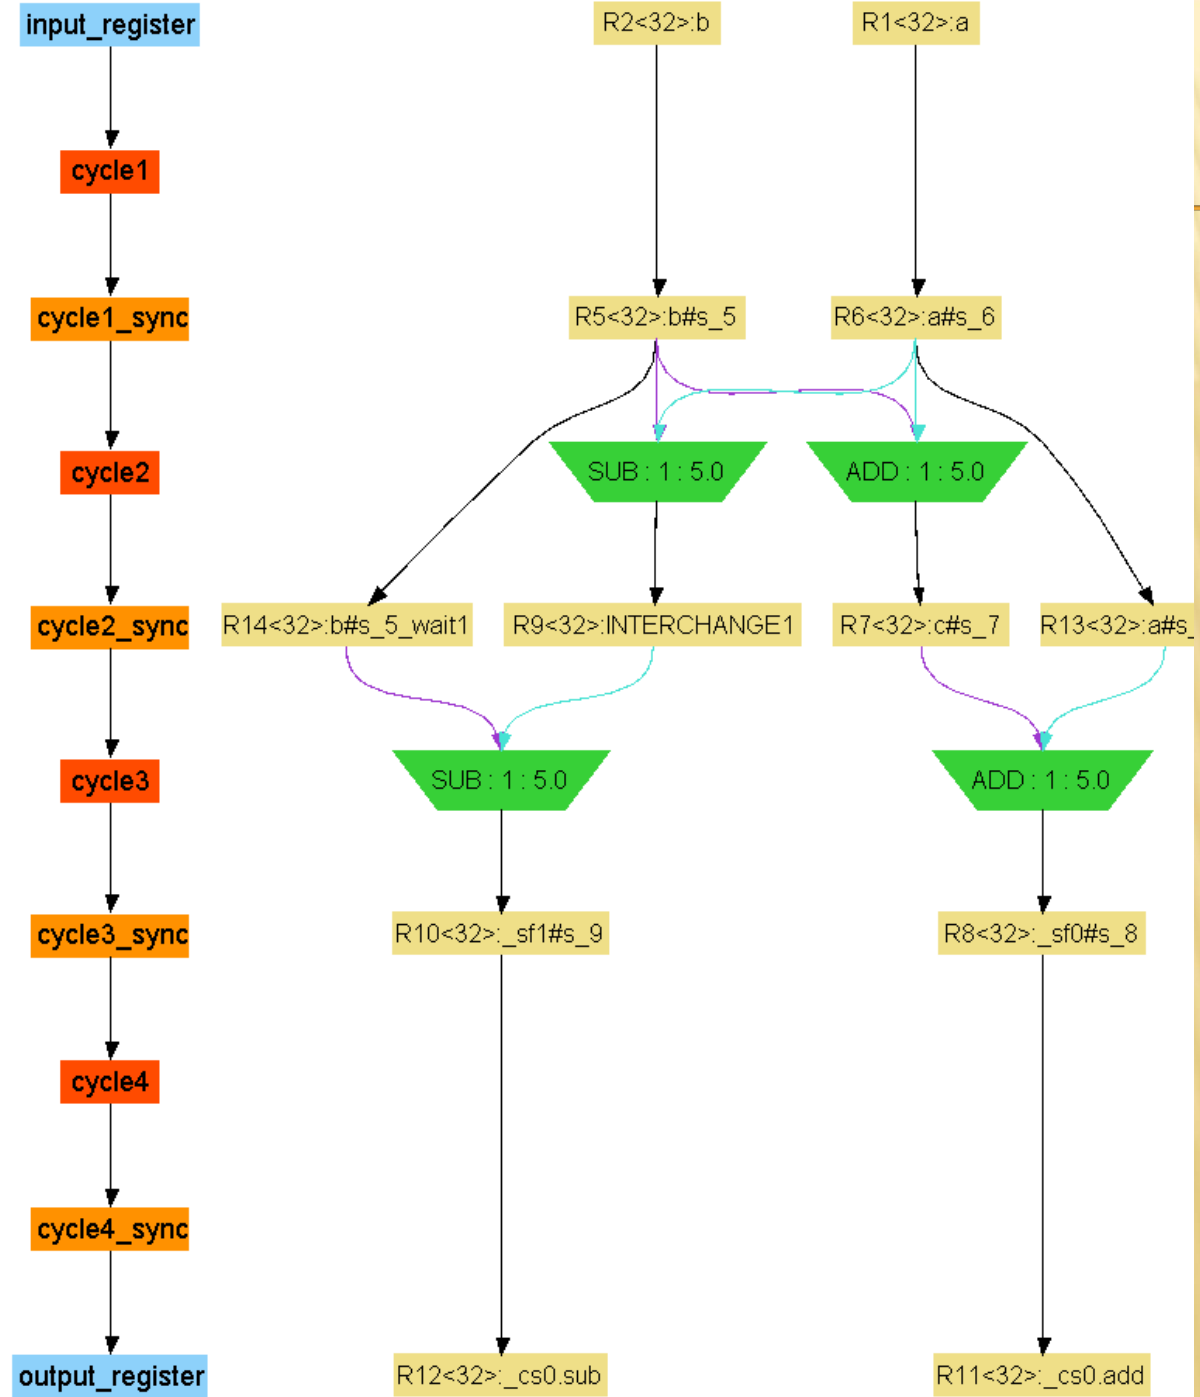 input_register
R2<32>:b
R1<32>:a
cycle1
cycle1_sync
R5<32>:b#s_5
R6<32>:a#s_6
cycle2
SUB : 1 : 5.0
ADD : 1 : 5.0
cycle2_sync
R14<32>:b#s_5_wait1
R9<32>:INTERCHANGE1
R7<32>:c#s_7
R13<32>:a#s_
cycle3
SUB : 1 : 5.0
ADD : 1 : 5.0
cycle3_sync
R10<32>:_sf1#s_9
R8<32>:_sf0#s_8
cycle4
cycle4_sync
output_register
R12<32>:_cs0.sub
R11<32>:_cs0.add